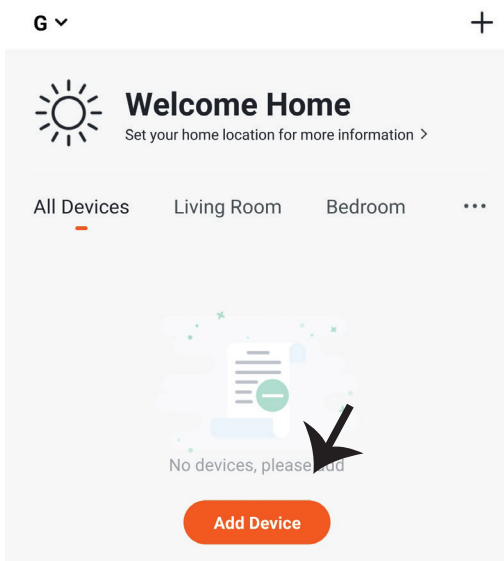 G
Welcome Home
Set your home location for more information >
All Devices Living Room Bedroom ...
No devices, please add
Add Device